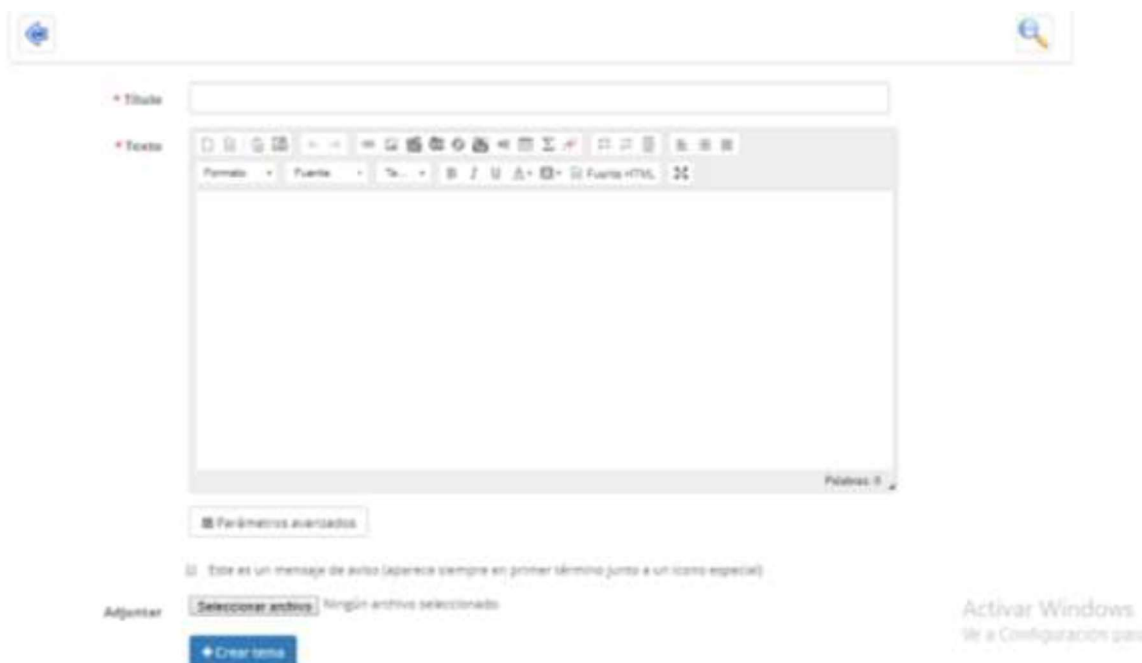 * Título
* Texto
Formato Fuente Ta... B I U A Fuente HTML
Palabras: 0
Parámetros avanzados
Este es un mensaje de aviso (aparece siempre en primer término junto a un icono especial)
Adjuntar Seleccionar archivo Ningún archivo seleccionado
+ Crear tema
Activar Windows
Ve a Configuración para